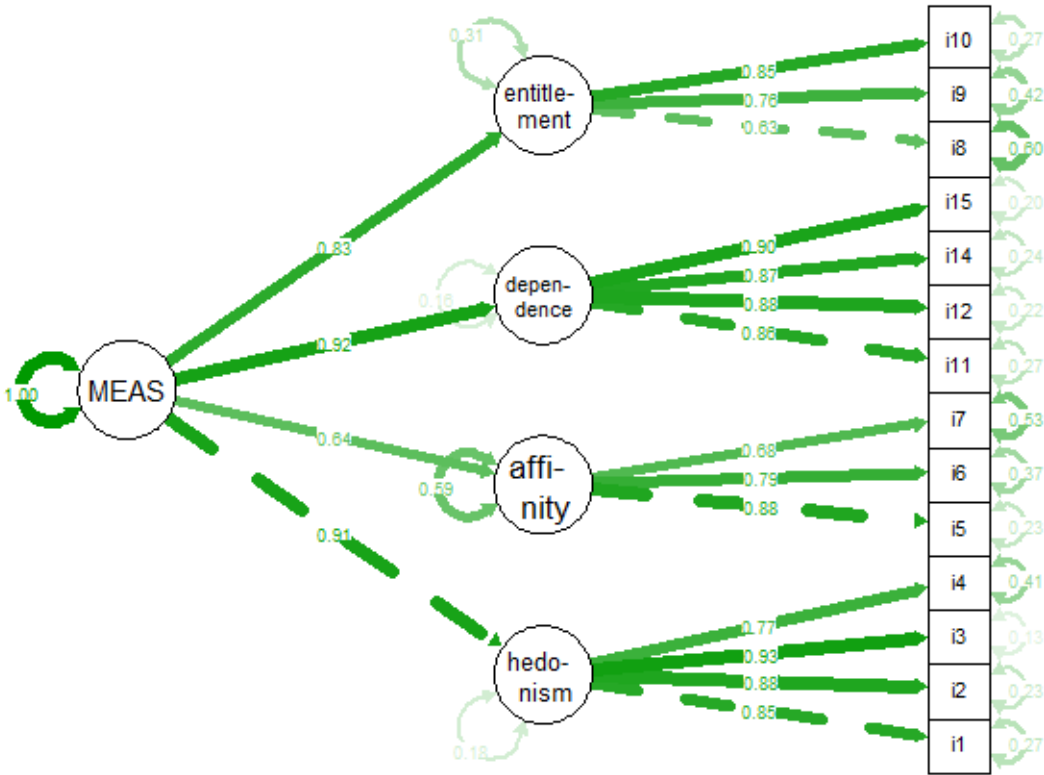 i10
0.31
0.27
entitle-
ment
0.85
0.76
0.63
i9
0.42
i8
0.60
i15
0.20
0.83
0.90
i14
0.24
depen-
dence
0.16
0.87
0.88
0.86
i12
0.22
0.92
i11
0.27
MEAS
1.00
i7
0.53
0.64
0.68
affi-
nity
0.59
0.79
0.88
i6
0.37
i5
0.23
0.91
i4
0.41
0.77
0.93
0.88
0.85
i3
0.13
hedo-
nism
0.18
i2
0.23
i1
0.27